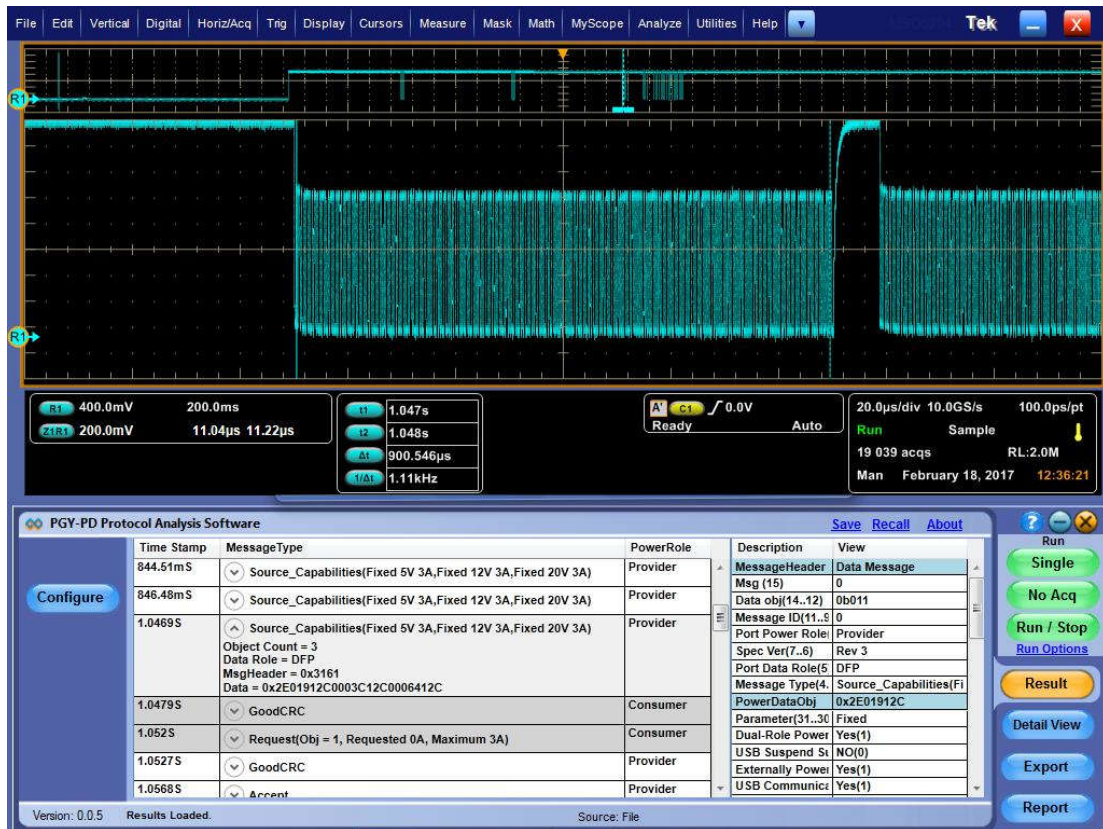 File Edit Vertical Digital Horiz/Acq Trig Display Cursors Measure Mask Math MyScope Analyze Utilities Help Tek X
R1
R1
R1 400.0mV 200.0ms
Z1R1 200.0mV 11.04µs 11.22µs
t1 1.047s
t2 1.048s
Δt 900.546µs
1/Δt 1.11kHz
A' C1 0.0V
Ready Auto
20.0µs/div 10.0GS/s 100.0ps/pt
Run Sample
19 039 acqs RL:2.0M
Man February 18, 2017 12:36:21
PGY-PD Protocol Analysis Software Save Recall About ?
Configure
Time Stamp MessageType PowerRole
844.51mS Source_Capabilities(Fixed 5V 3A,Fixed 12V 3A,Fixed 20V 3A) Provider
846.48mS Source_Capabilities(Fixed 5V 3A,Fixed 12V 3A,Fixed 20V 3A) Provider
1.0469S Source_Capabilities(Fixed 5V 3A,Fixed 12V 3A,Fixed 20V 3A) Provider
Object Count = 3
Data Role = DFP
MsgHeader = 0x3161
Data = 0x2E01912C0003C12C0006412C
1.0479S GoodCRC Consumer
1.052S Request(Obj = 1, Requested 0A, Maximum 3A) Consumer
1.0527S GoodCRC Provider
1.0568S Accept Provider
Description View
MessageHeader Data Message
Msg (15) 0
Data obj(14..12) 0b011
Message ID(11..9 0
Port Power Role( Provider
Spec Ver(7..6) Rev 3
Port Data Role(5 DFP
Message Type(4. Source_Capabilities(Fi
PowerDataObj 0x2E01912C
Parameter(31..30 Fixed
Dual-Role Power Yes(1)
USB Suspend Su NO(0)
Externally Power Yes(1)
USB Communica Yes(1)
Run
Single
No Acq
Run / Stop
Run Options
Result
Detail View
Export
Report
Version: 0.0.5 Results Loaded. Source: File